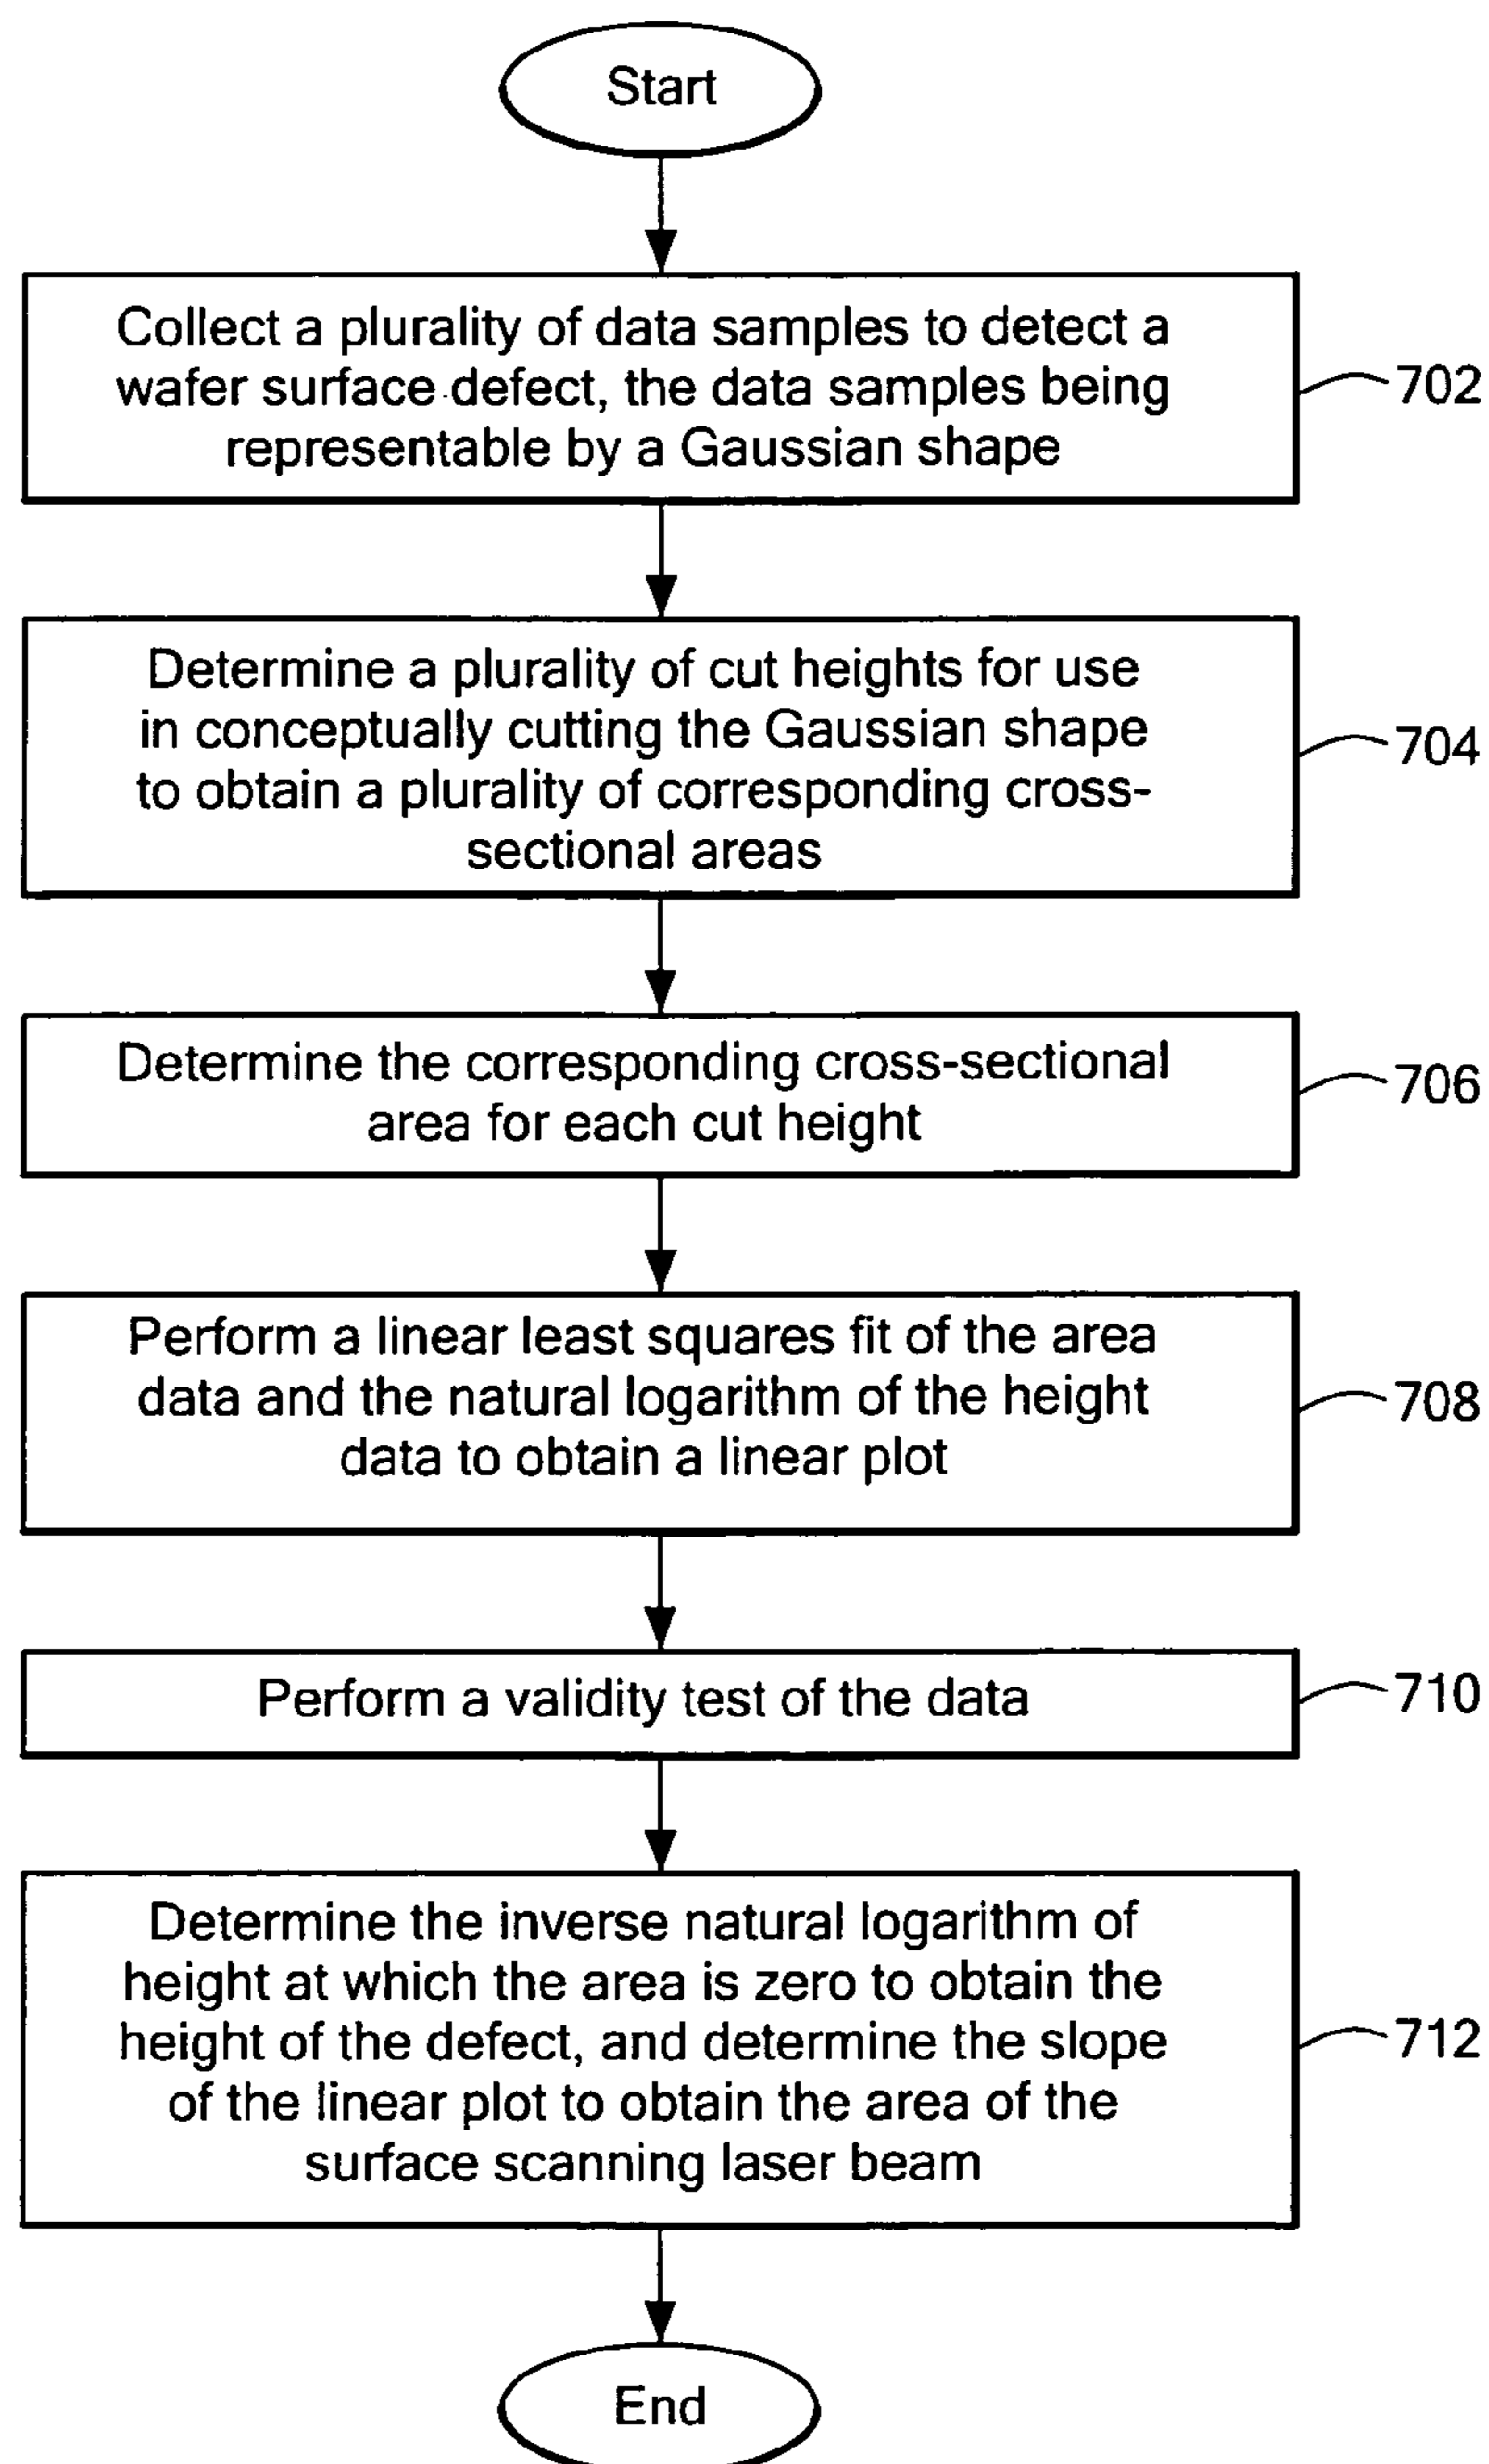 Start
Collect a plurality of data samples to detect a
wafer surface defect, the data samples being
representable by a Gaussian shape
702
Determine a plurality of cut heights for use
in conceptually cutting the Gaussian shape
to obtain a plurality of corresponding cross-
sectional areas
704
Determine the corresponding cross-sectional
area for each cut height
706
Perform a linear least squares fit of the area
data and the natural logarithm of the height
data to obtain a linear plot
708
Perform a validity test of the data
710
Determine the inverse natural logarithm of
height at which the area is zero to obtain the
height of the defect, and determine the slope
of the linear plot to obtain the area of the
surface scanning laser beam
712
End